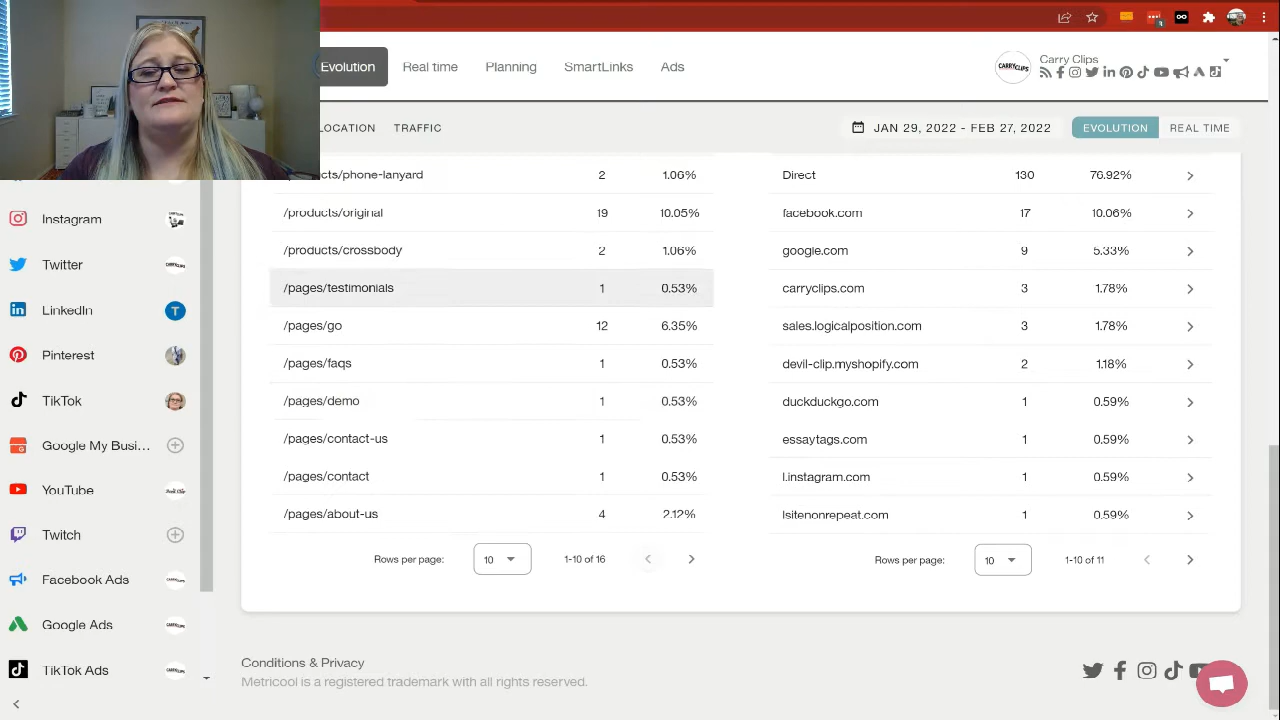 Evolution
Real time
Planning
SmartLinks
Ads
CARRYCLIPS
Carry Clips
LOCATION
TRAFFIC
JAN 29, 2022 - FEB 27, 2022
EVOLUTION
REAL TIME
Instagram
Twitter
LinkedIn
T
Pinterest
TikTok
Google My Busi...
YouTube
Twitch
Facebook Ads
Google Ads
TikTok Ads
cts/phone-lanyard 2 1.06%
/products/original 19 10.05%
/products/crossbody 2 1.06%
/pages/testimonials 1 0.53%
/pages/go 12 6.35%
/pages/faqs 1 0.53%
/pages/demo 1 0.53%
/pages/contact-us 1 0.53%
/pages/contact 1 0.53%
/pages/about-us 4 2.12%
Rows per page: 10 1-10 of 16
Direct 130 76.92%
facebook.com 17 10.06%
google.com 9 5.33%
carryclips.com 3 1.78%
sales.logicalposition.com 3 1.78%
devil-clip.myshopify.com 2 1.18%
duckduckgo.com 1 0.59%
essaytags.com 1 0.59%
l.instagram.com 1 0.59%
lsitenonrepeat.com 1 0.59%
Rows per page: 10 1-10 of 11
Conditions & Privacy
Metricool is a registered trademark with all rights reserved.